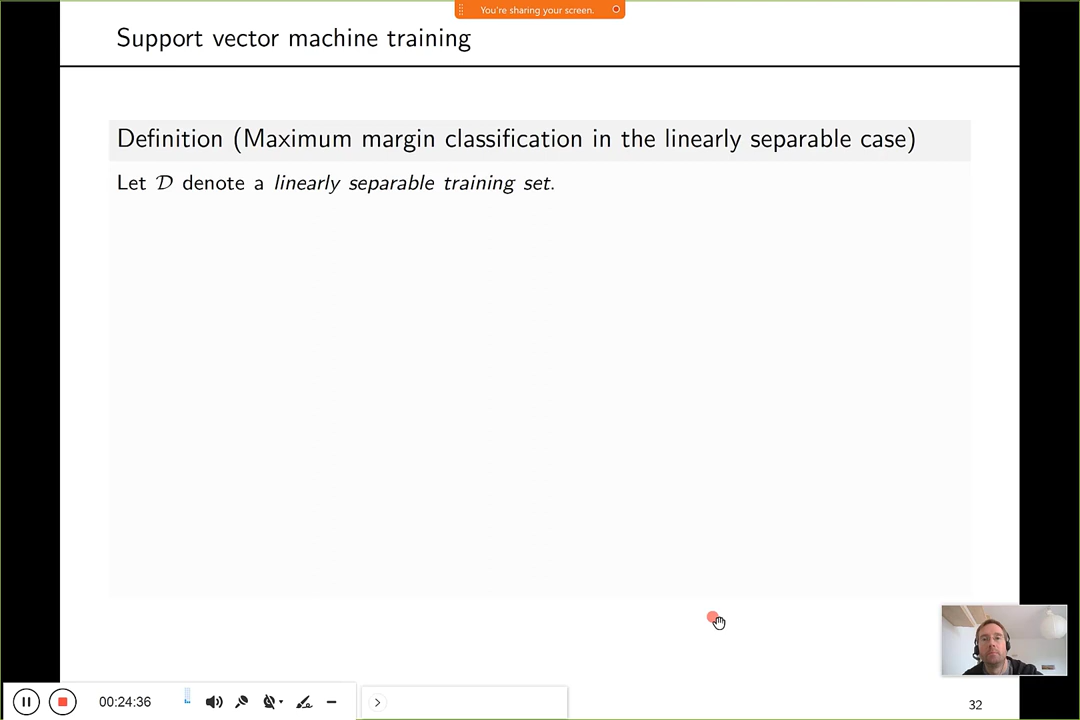 You're sharing your screen.
Support vector machine training
Definition (Maximum margin classification in the linearly separable case)
Let 𝒟 denote a linearly separable training set.
00:24:36
32